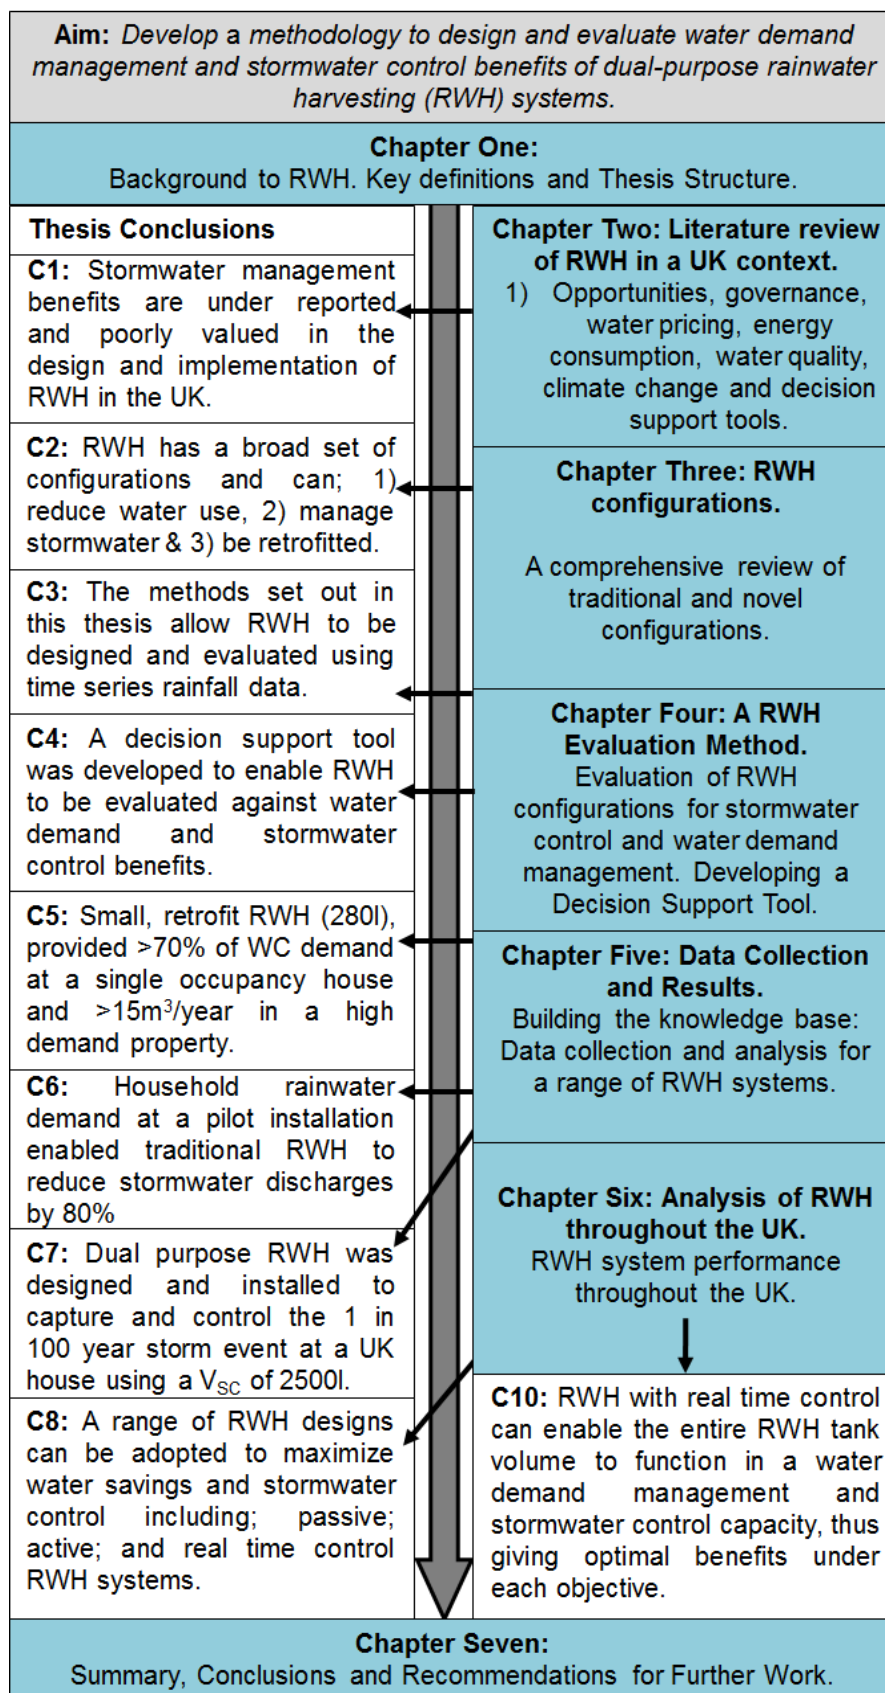 Aim: Develop a methodology to design and evaluate water demand
management and stormwater control benefits of dual-purpose rainwater
harvesting (RWH) systems.
Chapter One:
Background to RWH. Key definitions and Thesis Structure.
Thesis Conclusions
C1: Stormwater management
benefits are under reported
and poorly valued in the
design and implementation of
RWH in the UK.
C2: RWH has a broad set of
configurations and can; 1)
reduce water use, 2) manage
stormwater & 3) be retrofitted.
C3: The methods set out in
this thesis allow RWH to be
designed and evaluated using
time series rainfall data.
C4: A decision support tool
was developed to enable RWH
to be evaluated against water
demand and stormwater
control benefits.
C5: Small, retrofit RWH (280l),
provided >70% of WC demand
at a single occupancy house
and >15m³/year in a high
demand property.
C6: Household rainwater
demand at a pilot installation
enabled traditional RWH to
reduce stormwater discharges
by 80%
C7: Dual purpose RWH was
designed and installed to
capture and control the 1 in
100 year storm event at a UK
house using a VSC of 2500l.
C8: A range of RWH designs
can be adopted to maximize
water savings and stormwater
control including; passive;
active; and real time control
RWH systems.
Chapter Two: Literature review
of RWH in a UK context.
1) Opportunities, governance,
water pricing, energy
consumption, water quality,
climate change and decision
support tools.
Chapter Three: RWH
configurations.
A comprehensive review of
traditional and novel
configurations.
Chapter Four: A RWH
Evaluation Method.
Evaluation of RWH
configurations for stormwater
control and water demand
management. Developing a
Decision Support Tool.
Chapter Five: Data Collection
and Results.
Building the knowledge base:
Data collection and analysis for
a range of RWH systems.
Chapter Six: Analysis of RWH
throughout the UK.
RWH system performance
throughout the UK.
C10: RWH with real time control
can enable the entire RWH tank
volume to function in a water
demand management and
stormwater control capacity, thus
giving optimal benefits under
each objective.
Chapter Seven:
Summary, Conclusions and Recommendations for Further Work.